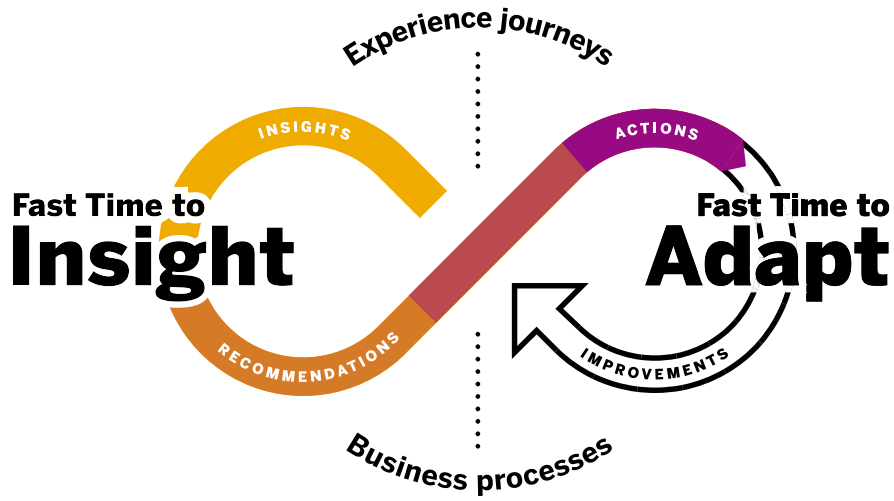 Experience journeys
INSIGHTS
ACTIONS
Fast Time to
Insight
Fast Time to
Adapt
RECOMMENDATIONS
IMPROVEMENTS
Business processes